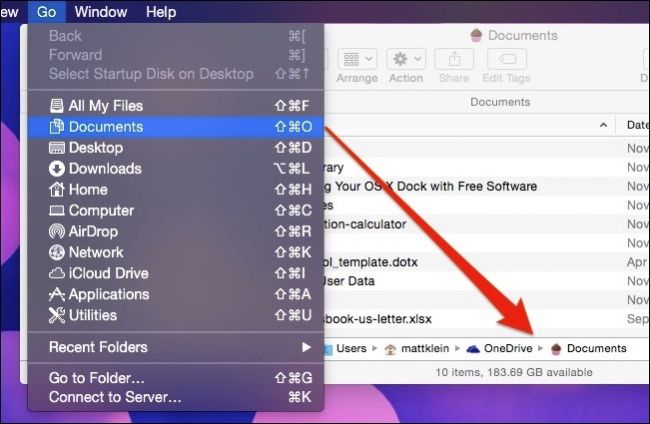 ew Go Window Help
Back ⌘[
Forward ⌘]
Select Startup Disk on Desktop ⇧⌘↑
All My Files ⇧⌘F
Documents ⇧⌘O
Desktop ⇧⌘D
Downloads ⌥⌘L
Home ⇧⌘H
Computer ⇧⌘C
AirDrop ⇧⌘R
Network ⇧⌘K
iCloud Drive ⇧⌘I
Applications ⇧⌘A
Utilities ⇧⌘U
Recent Folders ▶
Go to Folder... ⇧⌘G
Connect to Server... ⌘K
Documents
Arrange Action Share Edit Tags D
Documents
Date
Nov
rary Nov
ng Your OS X Dock with Free Software Nov
es Nov
tion-calculator Nov
Nov
ol_template.dotx Apr
User Data Nov
Nov
sbook-us-letter.xlsx Sep
Users ▸ mattklein ▸ OneDrive ▸ Documents
10 items, 183.69 GB available